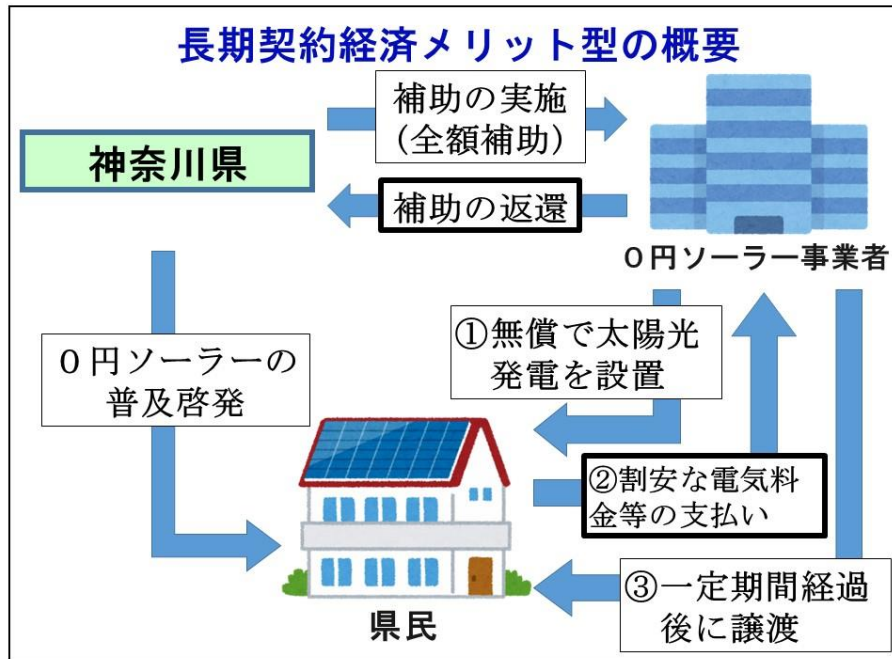 長期契約経済メリット型の概要
補助の実施
(全額補助)
神奈川県
補助の返還
０円ソーラー事業者
①無償で太陽光
発電を設置
０円ソーラーの
普及啓発
②割安な電気料
金等の支払い
③一定期間経過
後に譲渡
県民